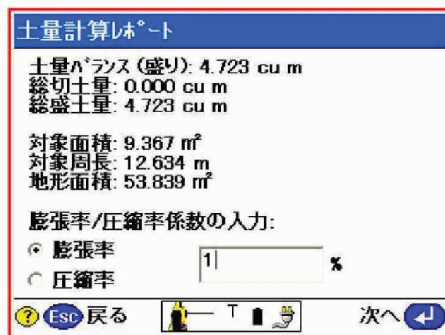 土量計算ﾚﾎﾟｰﾄ
土量ﾊﾞﾗﾝｽ (盛り): 4.723 cu m
総切土量: 0.000 cu m
総盛土量: 4.723 cu m
対象面積: 9.367 m²
対象周長: 12.634 m
地形面積: 53.839 m²
膨張率/圧縮率係数の入力:
膨張率
1 %
圧縮率
? Esc 戻る T 次へ